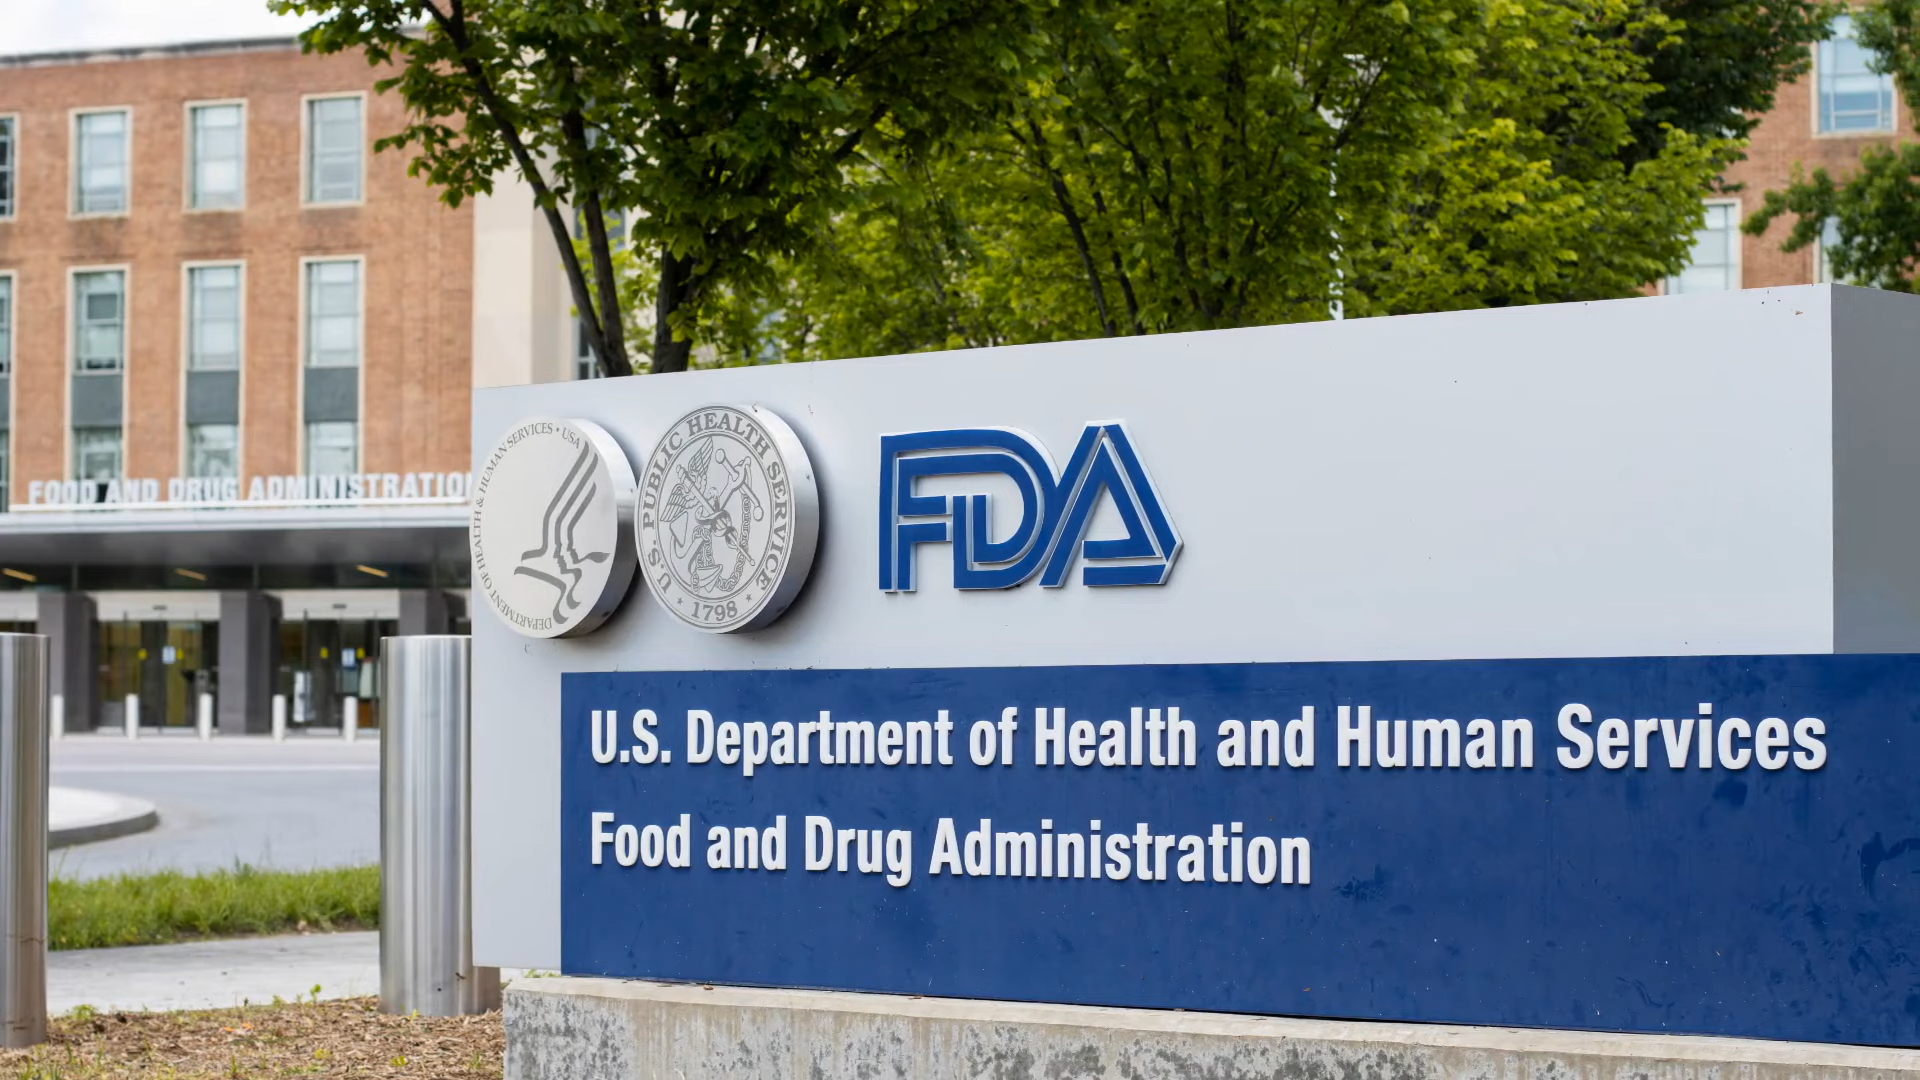 FOOD AND DRUG ADMINISTRATION
DEPARTMENT OF HEALTH & HUMAN SERVICES • USA
U.S. PUBLIC HEALTH SERVICE
1798
FDA
U.S. Department of Health and Human Services
Food and Drug Administration